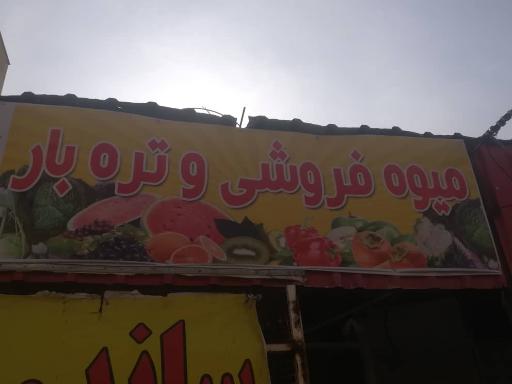 میوه فروشی و تره بار